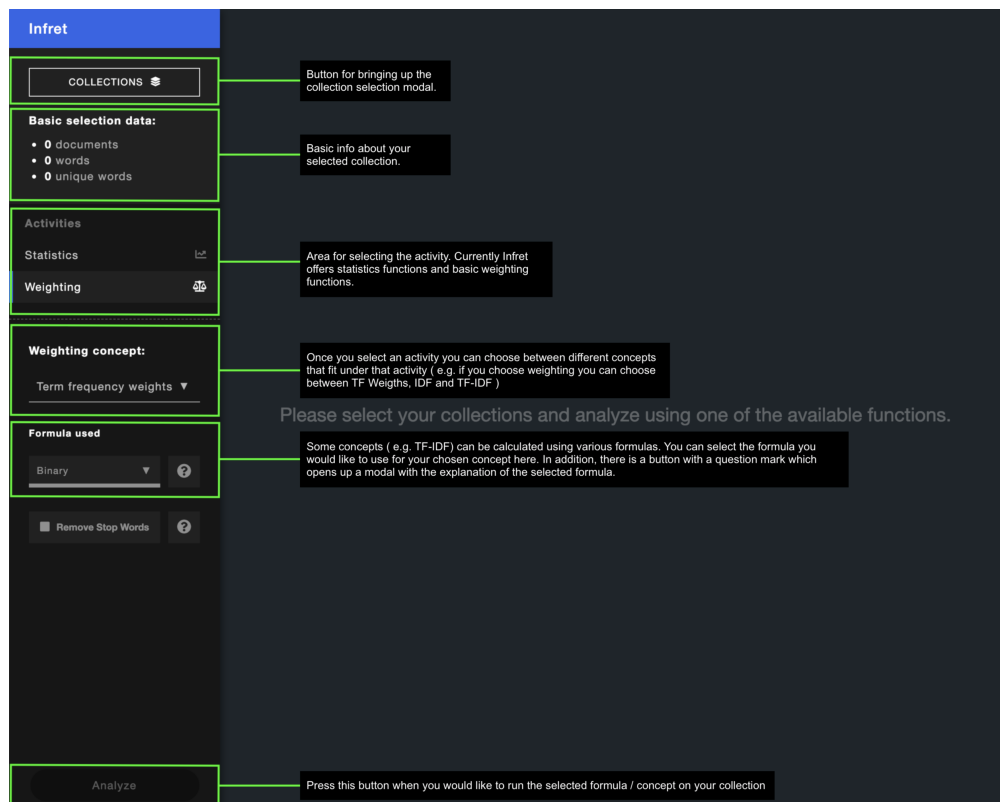 Infret
COLLECTIONS
Button for bringing up the
collection selection modal.
Basic selection data:
• 0 documents
• 0 words
• 0 unique words
Basic info about your
selected collection.
Activities
Statistics
Weighting
Area for selecting the activity. Currently Infret
offers statistics functions and basic weighting
functions.
Weighting concept:
Term frequency weights ▼
Once you select an activity you can choose between different concepts
that fit under that activity ( e.g. if you choose weighting you can choose
between TF Weigths, IDF and TF-IDF )
Please select your collections and analyze using one of the available functions.
Formula used
Binary ▼ ?
Some concepts ( e.g. TF-IDF) can be calculated using various formulas. You can select the formula you
would like to use for your chosen concept here. In addition, there is a button with a question mark which
opens up a modal with the explanation of the selected formula.
Remove Stop Words ?
Analyze
Press this button when you would like to run the selected formula / concept on your collection